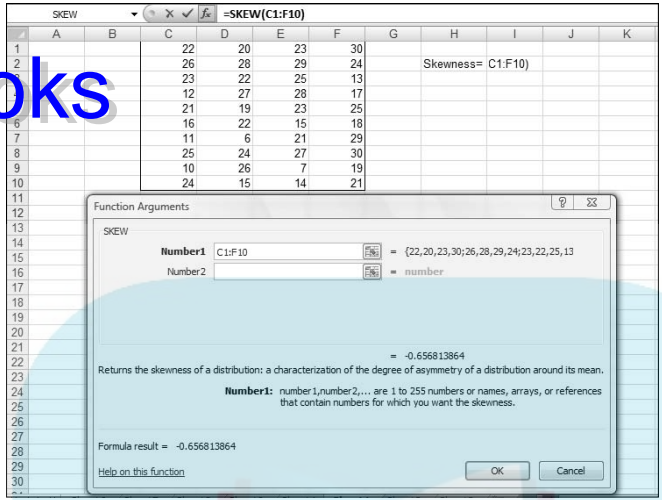 SKEW =SKEW(C1:F10)
A B C D E F G H I J K
1 22 20 23 30
2 26 28 29 24 Skewness= C1:F10)
23 22 25 13
12 27 28 17
21 19 23 25
oks
6 16 22 15 18
7 11 6 21 29
8 25 24 27 30
9 10 26 7 19
10 24 15 14 21
11
12
13
14
15
16
17
18
19
20
21
22
23
24
25
26
27
28
29
30
Function Arguments
SKEW
Number1 C1:F10 = {22,20,23,30;26,28,29,24;23,22,25,13
Number2 = number
= -0.656813864
Returns the skewness of a distribution: a characterization of the degree of asymmetry of a distribution around its mean.
Number1: number1,number2,... are 1 to 255 numbers or names, arrays, or references
that contain numbers for which you want the skewness.
Formula result = -0.656813864
Help on this function OK Cancel